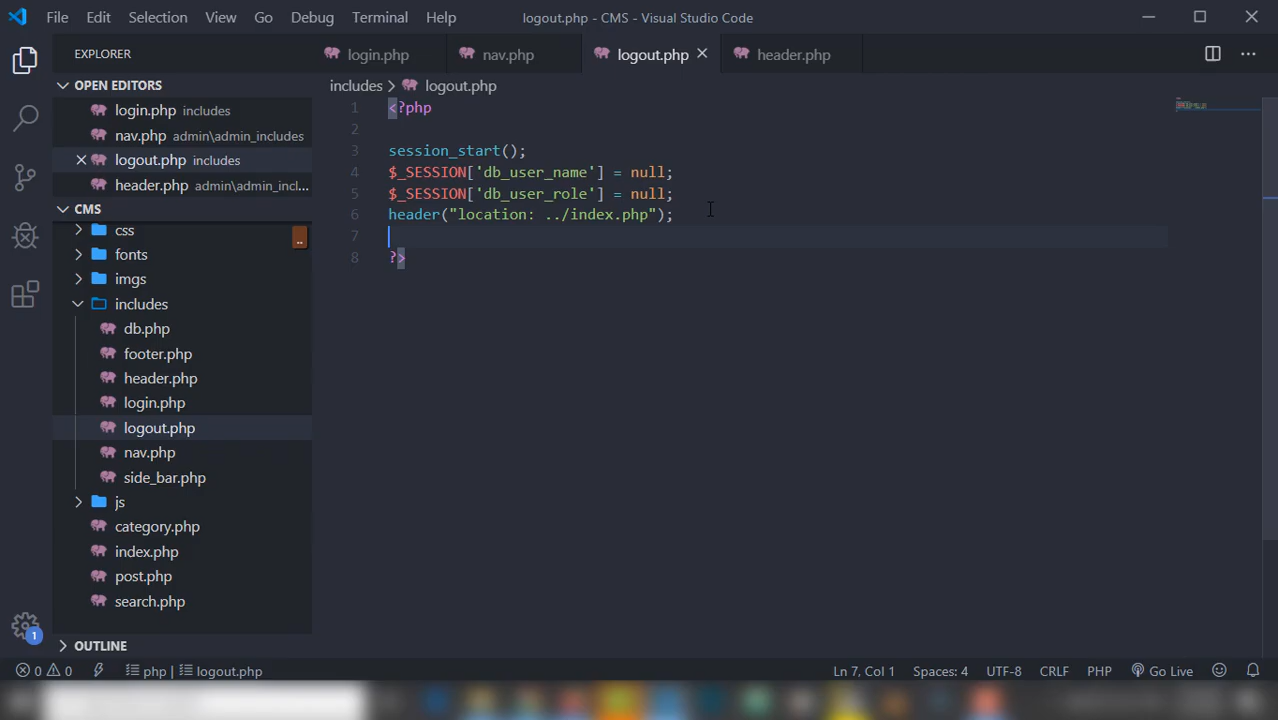 File Edit Selection View Go Debug Terminal Help
logout.php - CMS - Visual Studio Code
EXPLORER
login.php nav.php logout.php header.php
OPEN EDITORS
login.php includes
nav.php admin\admin_includes
logout.php includes
header.php admin\admin_incl...
CMS
css
..
fonts
imgs
includes
db.php
footer.php
header.php
login.php
logout.php
nav.php
side_bar.php
js
category.php
index.php
post.php
search.php
OUTLINE
1
includes > logout.php
1 <?php
2
3 session_start();
4 $_SESSION['db_user_name'] = null;
5 $_SESSION['db_user_role'] = null;
6 header("location: ../index.php");
7
8 ?>
0 0 php | logout.php Ln 7, Col 1 Spaces: 4 UTF-8 CRLF PHP Go Live